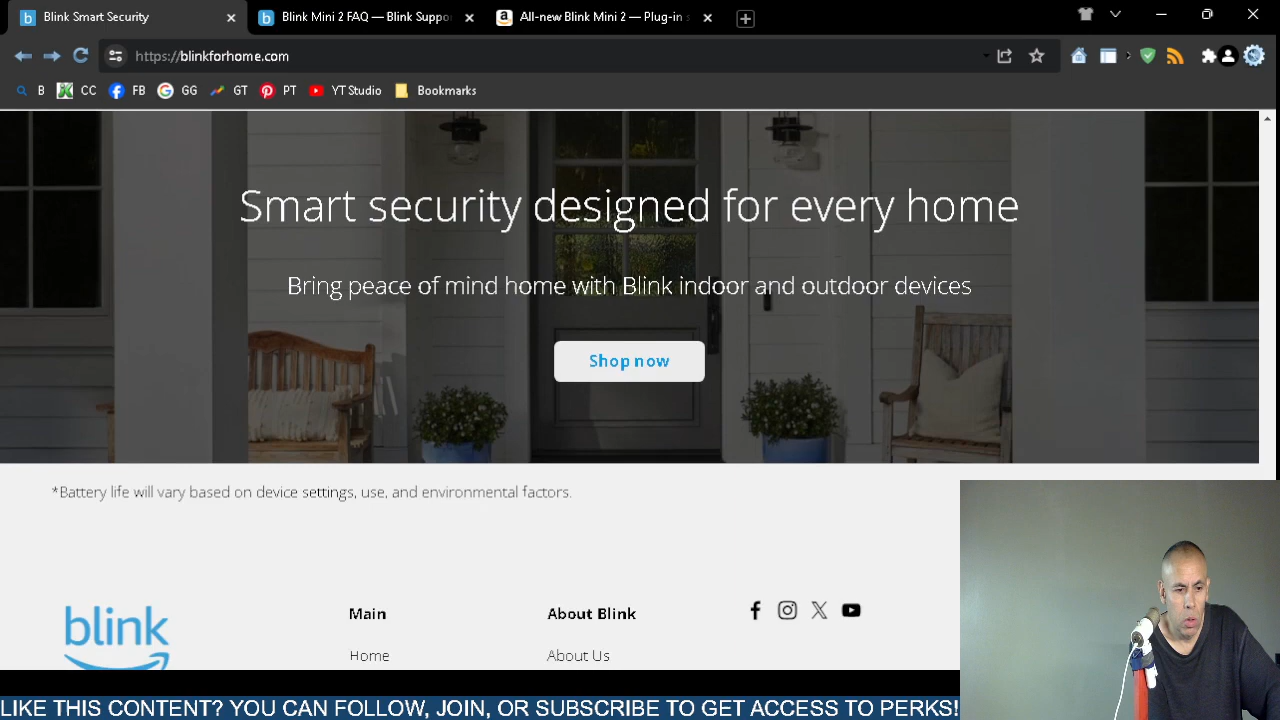 Blink Smart Security
Blink Mini 2 FAQ — Blink Suppo
All-new Blink Mini 2 — Plug-in s
https://blinkforhome.com
B CC FB GG GT PT YT Studio Bookmarks
Smart security designed for every home
Bring peace of mind home with Blink indoor and outdoor devices
Shop now
*Battery life will vary based on device settings, use, and environmental factors.
blink
Main
Home
About Blink
About Us
LIKE THIS CONTENT? YOU CAN FOLLOW, JOIN, OR SUBSCRIBE TO GET ACCESS TO PERKS!